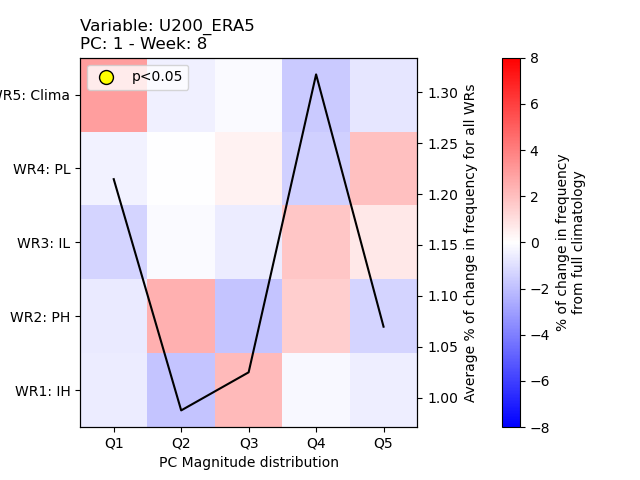 Variable: U200_ERA5
PC: 1 - Week: 8
p<0.05
WR5: Clima
WR4: PL
WR3: IL
WR2: PH
WR1: IH
Q1 Q2 Q3 Q4 Q5
PC Magnitude distribution
1.30
1.25
1.20
1.15
1.10
1.05
1.00
Average % of change in frequency for all WRs
8
6
4
2
0
−2
−4
−6
−8
% of change in frequency
from full climatology